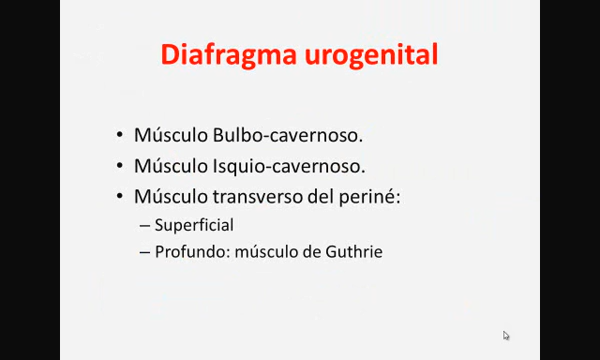 Diafragma urogenital
• Músculo Bulbo-cavernoso.
• Músculo Isquio-cavernoso.
• Músculo transverso del periné:
– Superficial
– Profundo: músculo de Guthrie